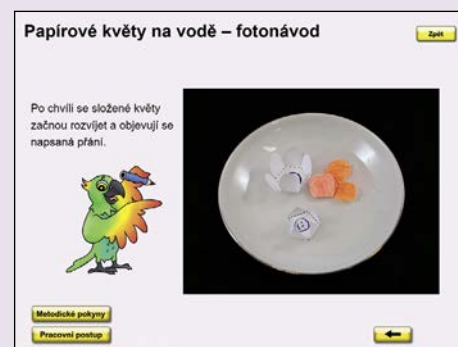 Papírové květy na vodě – fotonávod
Zpět
Po chvíli se složené květy
začnou rozvíjet a objevují se
napsaná přání.
Metodické pokyny
Pracovní postup